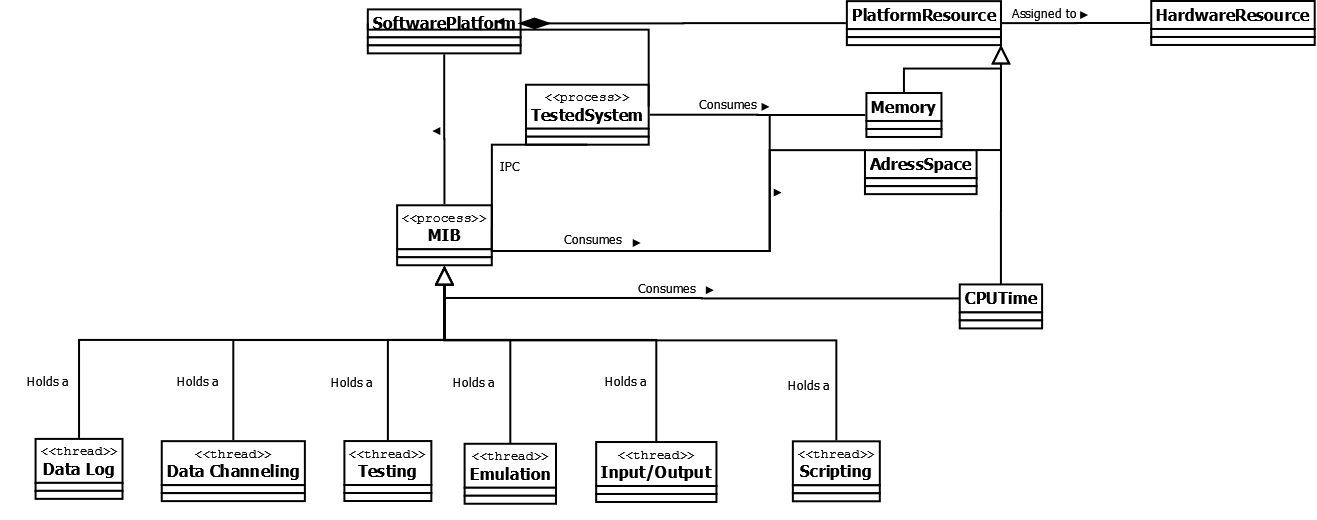 SoftwarePlatform
PlatformResource
Assigned to
HardwareResource
<<process>>
TestedSystem
Consumes
Memory
IPC
AdressSpace
<<process>>
MIB
Consumes
Consumes
CPUTime
Holds a
Holds a
Holds a
Holds a
Holds a
Holds a
<<thread>>
Data Log
<<thread>>
Data Channeling
<<thread>>
Testing
<<thread>>
Emulation
<<thread>>
Input/Output
<<thread>>
Scripting